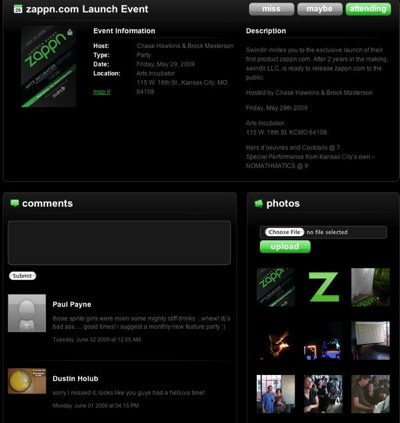 zappn.com Launch Event
miss
maybe
attending
zappn
ARTS INCUBATOR
Event Information
Host: Chase Hawkins & Brock Masterson
Type: Party
Date: Friday, May 29, 2009
Location: Arts Incubator
115 W. 18th St., Kansas City, MO
map it 64108
Description
Swindlr invites you to the exclusive launch of their
first product zappn.com. After 2 years in the making,
swindlr LLC. is ready to release zappn.com to the
public.
Hosted by Chase Hawkins & Brock Masterson
Friday, May 29th 2009
Arts Incubator
115 W. 18th St. KCMO 64108
Hors d'oeuvres and Cocktails @ 7
Special Performance from Kansas City's own –
NOMATHMATICS @ 9
comments
Submit
Paul Payne
those sprite girls were mixin some mighty stiff drinks...whew! dj's
bad ass.... good times! i suggest a monthly new feature party :)
Tuesday June 02 2009 at 12:05 AM
Dustin Holub
sorry i missed it, looks like you guys had a helluva time!
Monday June 01 2009 at 04:15 PM
photos
Choose File no file selected
upload
zappn
Z